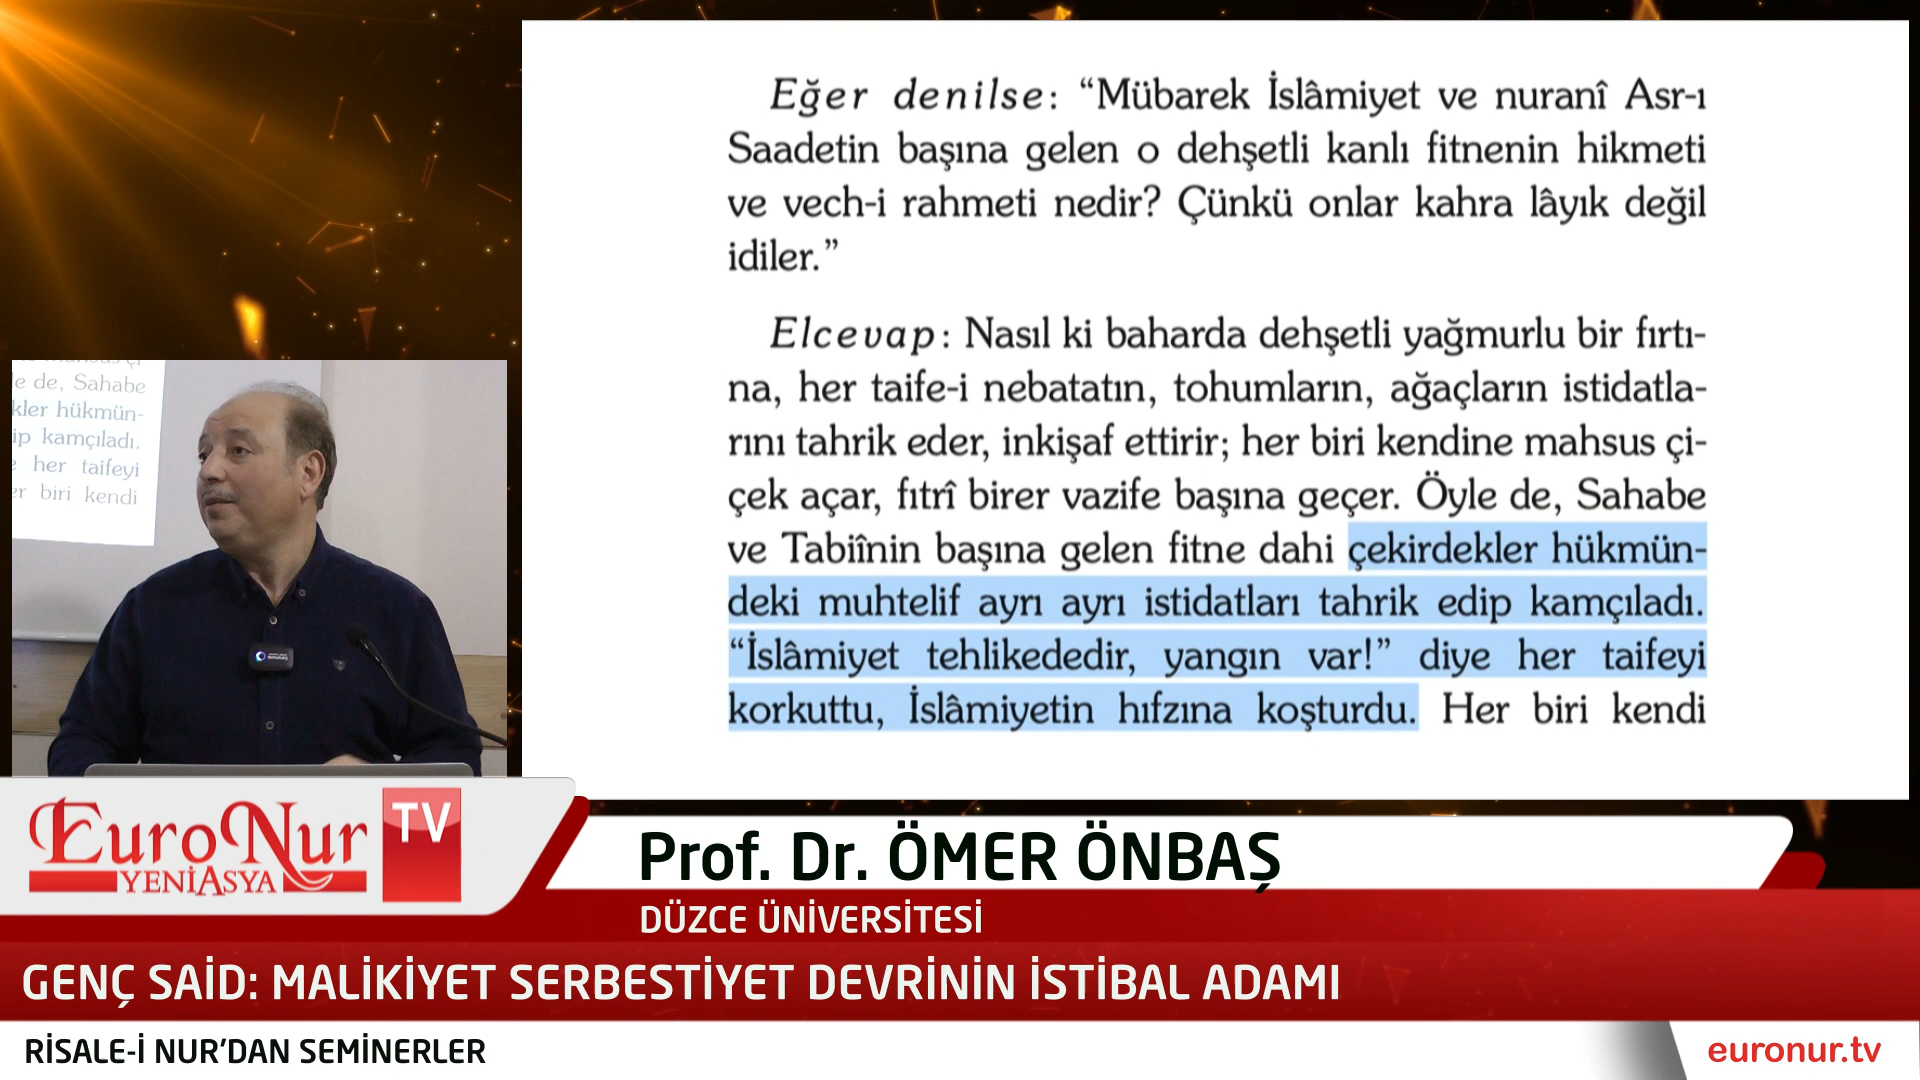 Eğer denilse: “Mübarek İslâmiyet ve nuranî Asr-ı
Saadetin başına gelen o dehşetli kanlı fitnenin hikmeti
ve vech-i rahmeti nedir? Çünkü onlar kahra lâyık değil
idiler.”
Elcevap: Nasıl ki baharda dehşetli yağmurlu bir fırtı-
na, her taife-i nebatatın, tohumların, ağaçların istidatla-
rını tahrik eder, inkişaf ettirir; her biri kendine mahsus çi-
çek açar, fıtrî birer vazife başına geçer. Öyle de, Sahabe
ve Tabiînin başına gelen fitne dahi çekirdekler hükmün-
deki muhtelif ayrı ayrı istidatları tahrik edip kamçıladı.
“İslâmiyet tehlikededir, yangın var!” diye her taifeyi
korkuttu, İslâmiyetin hıfzına koşturdu. Her biri kendi
e de, Sahabe
kler hükmün-
ip kamçıladı.
her taifeyi
er biri kendi
EuroNur TV
YENİASYA
Prof. Dr. ÖMER ÖNBAŞ
DÜZCE ÜNİVERSİTESİ
GENÇ SAİD: MALİKİYET SERBESTİYET DEVRİNİN İSTİBAL ADAMI
RİSALE-İ NUR’DAN SEMİNERLER
euronur.tv